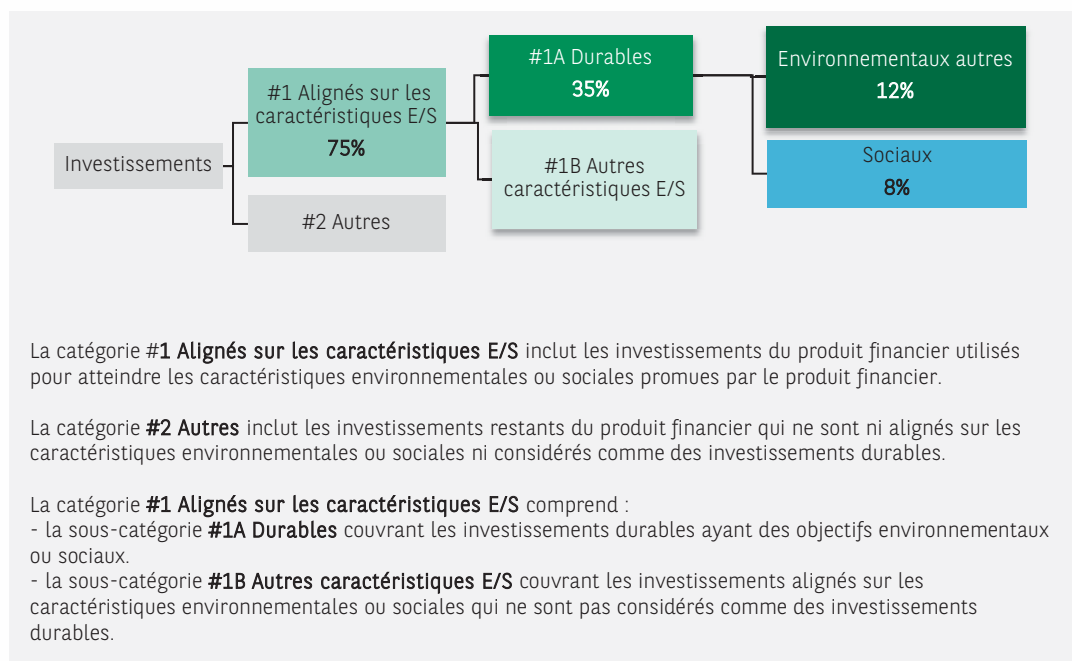 Investissements
#1 Alignés sur les
caractéristiques E/S
75%
#2 Autres
#1A Durables
35%
#1B Autres
caractéristiques E/S
Environnementaux autres
12%
Sociaux
8%
La catégorie #1 Alignés sur les caractéristiques E/S inclut les investissements du produit financier utilisés
pour atteindre les caractéristiques environnementales ou sociales promues par le produit financier.
La catégorie #2 Autres inclut les investissements restants du produit financier qui ne sont ni alignés sur les
caractéristiques environnementales ou sociales ni considérés comme des investissements durables.
La catégorie #1 Alignés sur les caractéristiques E/S comprend :
- la sous-catégorie #1A Durables couvrant les investissements durables ayant des objectifs environnementaux
ou sociaux.
- la sous-catégorie #1B Autres caractéristiques E/S couvrant les investissements alignés sur les
caractéristiques environnementales ou sociales qui ne sont pas considérés comme des investissements
durables.